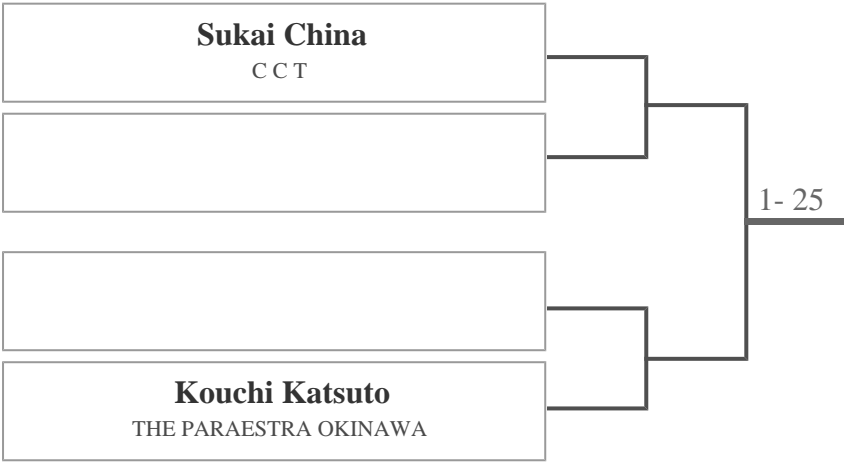 Sukai China
C C T
1- 25
Kouchi Katsuto
THE PARAESTRA OKINAWA